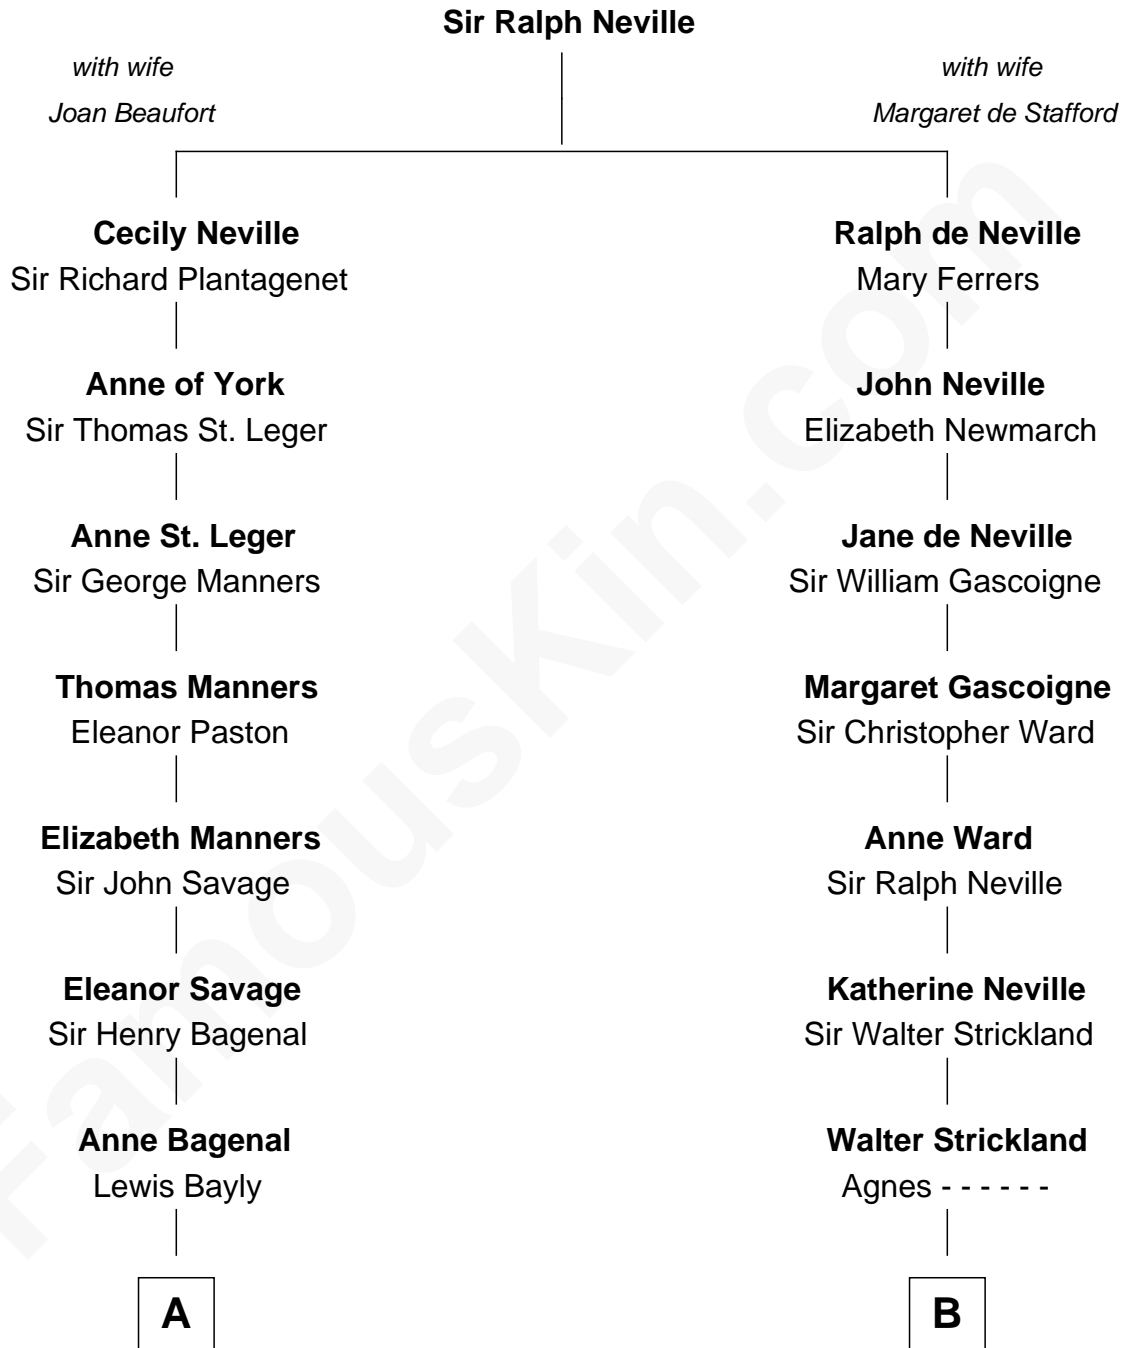 Sir Ralph Neville
with wife
Joan Beaufort
with wife
Margaret de Stafford
Cecily Neville
Sir Richard Plantagenet
Ralph de Neville
Mary Ferrers
Anne of York
Sir Thomas St. Leger
John Neville
Elizabeth Newmarch
Anne St. Leger
Sir George Manners
Jane de Neville
Sir William Gascoigne
Thomas Manners
Eleanor Paston
Margaret Gascoigne
Sir Christopher Ward
Elizabeth Manners
Sir John Savage
Anne Ward
Sir Ralph Neville
Eleanor Savage
Sir Henry Bagenal
Katherine Neville
Sir Walter Strickland
Anne Bagenal
Lewis Bayly
Walter Strickland
Agnes - - - - - -
A
B
FamousKin.com